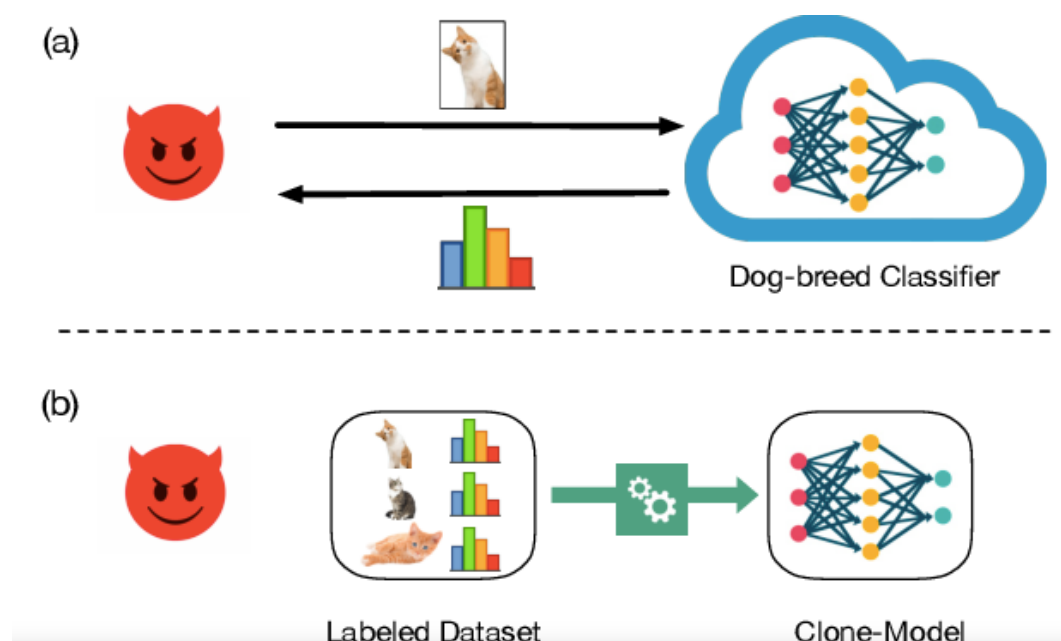 (a)
Dog-breed Classifier
(b)
Labeled Dataset
Clone-Model